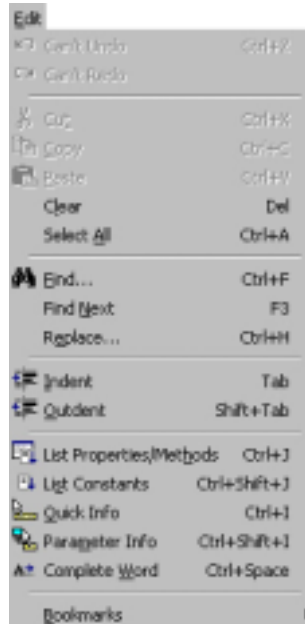 Edit
Can't Undo Ctrl+Z
Can't Redo
Cut Ctrl+X
Copy Ctrl+C
Paste Ctrl+V
Clear Del
Select All Ctrl+A
Find... Ctrl+F
Find Next F3
Replace... Ctrl+H
Indent Tab
Outdent Shift+Tab
List Properties/Methods Ctrl+J
List Constants Ctrl+Shift+J
Quick Info Ctrl+I
Parameter Info Ctrl+Shift+I
Complete Word Ctrl+Space
Bookmarks